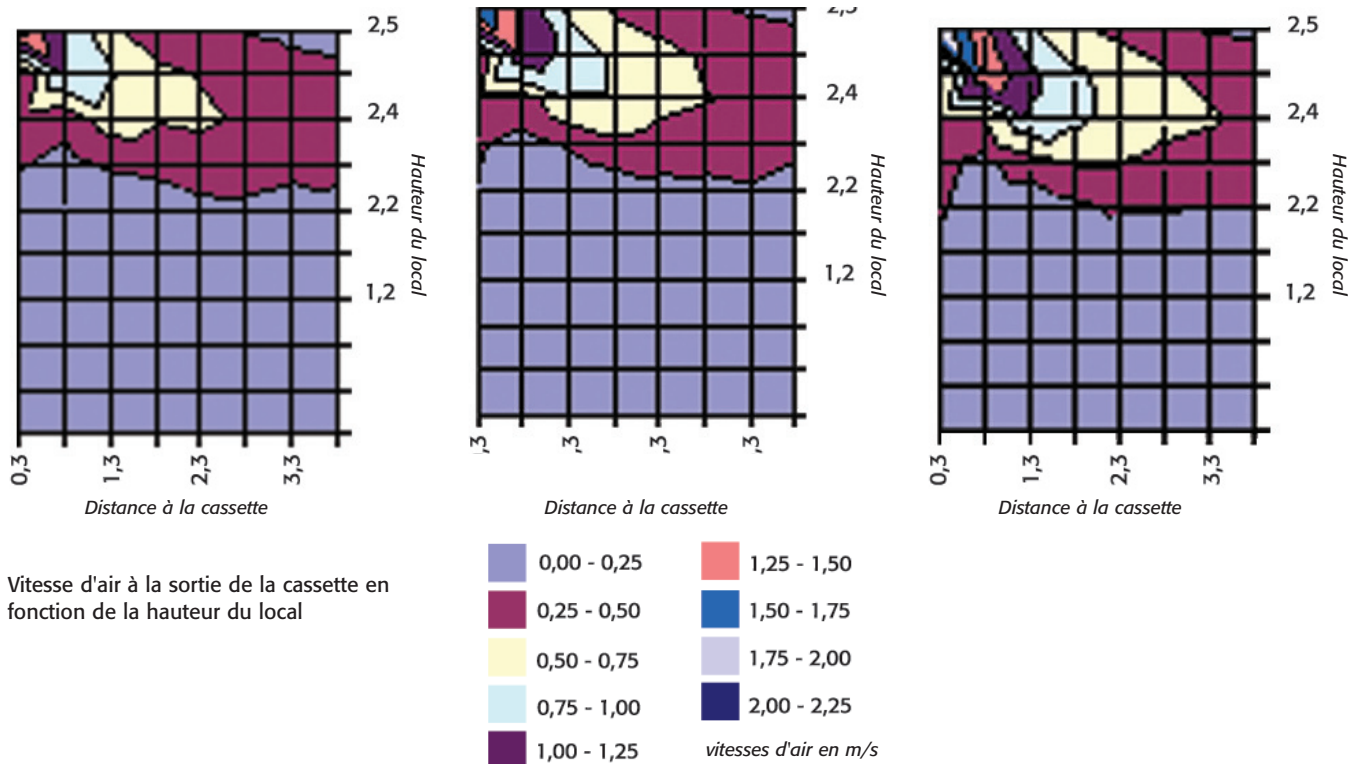 2,5
2,4
2,2
1,2
Hauteur du local
0,3
1,3
2,3
3,3
Distance à la cassette
2,5
2,4
2,2
1,2
Hauteur du local
,3
,3
,3
,3
Distance à la cassette
2,5
2,4
2,2
1,2
Hauteur du local
0,3
1,3
2,3
3,3
Distance à la cassette
Vitesse d'air à la sortie de la cassette en
fonction de la hauteur du local
0,00 - 0,25
0,25 - 0,50
0,50 - 0,75
0,75 - 1,00
1,00 - 1,25
1,25 - 1,50
1,50 - 1,75
1,75 - 2,00
2,00 - 2,25
vitesses d'air en m/s